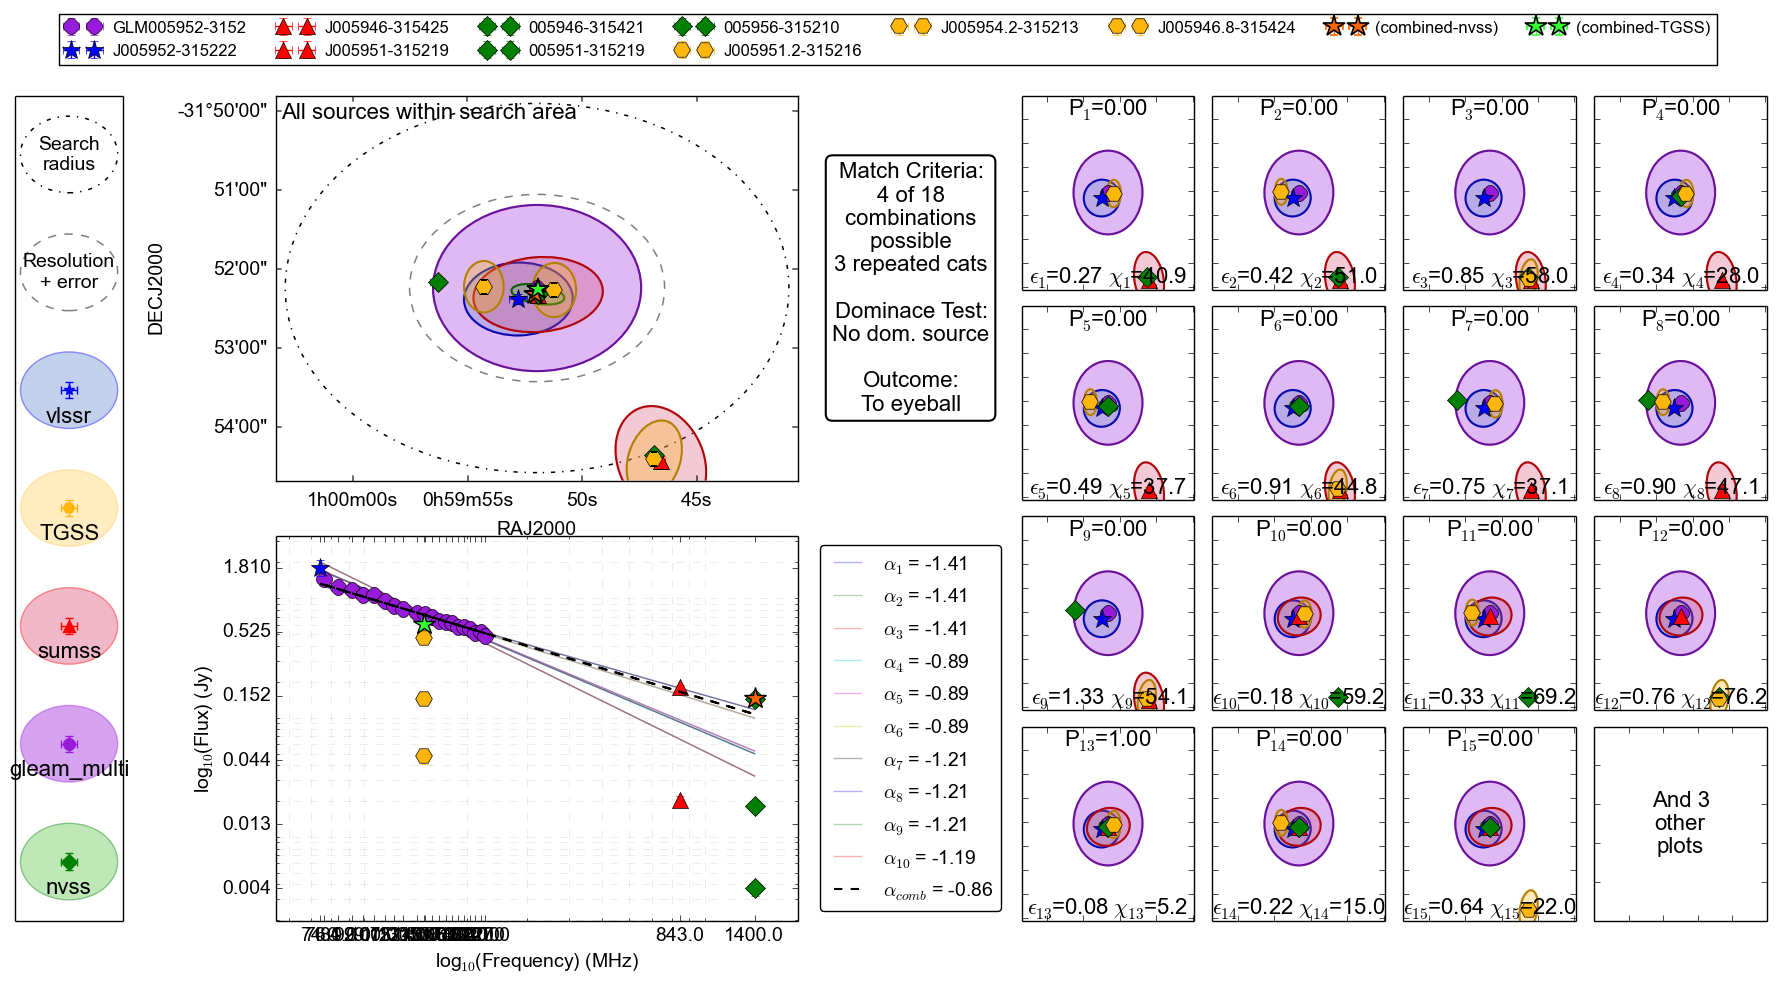 GLM005952-3152
J005946-315425
005946-315421
005956-315210
J005954.2-315213
J005946.8-315424
(combined-nvss)
(combined-TGSS)
J005952-315222
J005951-315219
005951-315219
J005951.2-315216
Search
radius
Resolution
+ error
vlssr
TGSS
sumss
gleam_multi
nvss
All sources within search area
-31°50'00"
51'00"
52'00"
53'00"
54'00"
DECJ2000
1h00m00s
0h59m55s
50s
45s
RAJ2000
Match Criteria:
4 of 18
combinations
possible
3 repeated cats
Dominace Test:
No dom. source
Outcome:
To eyeball
1.810
0.525
0.152
0.044
0.013
0.004
log10(Flux) (Jy)
843.0
1400.0
log10(Frequency) (MHz)
α1 = -1.41
α2 = -1.41
α3 = -1.41
α4 = -0.89
α5 = -0.89
α6 = -0.89
α7 = -1.21
α8 = -1.21
α9 = -1.21
α10 = -1.19
αcomb = -0.86
P1=0.00
ϵ1=0.27 χ1=40.9
P2=0.00
ϵ2=0.42 χ2=51.0
P3=0.00
ϵ3=0.85 χ3=58.0
P4=0.00
ϵ4=0.34 χ4=28.0
P5=0.00
ϵ5=0.49 χ5=37.7
P6=0.00
ϵ6=0.91 χ6=44.8
P7=0.00
ϵ7=0.75 χ7=37.1
P8=0.00
ϵ8=0.90 χ8=47.1
P9=0.00
ϵ9=1.33 χ9=54.1
P10=0.00
ϵ10=0.18 χ10=59.2
P11=0.00
ϵ11=0.33 χ11=69.2
P12=0.00
ϵ12=0.76 χ12=76.2
P13=1.00
ϵ13=0.08 χ13=5.2
P14=0.00
ϵ14=0.22 χ14=15.0
P15=0.00
ϵ15=0.64 χ15=22.0
And 3
other
plots